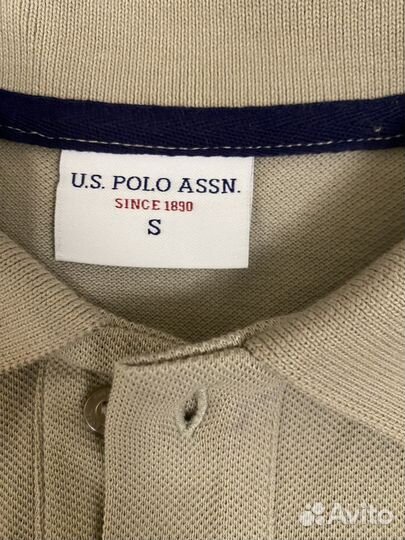 U.S. POLO ASSN.
SINCE 1890
S
Avito